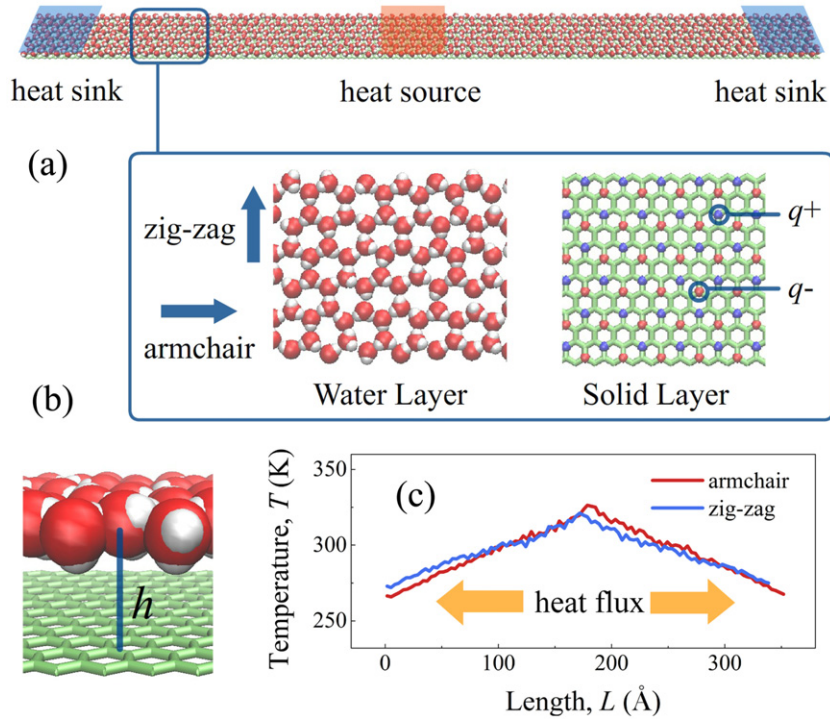 heat sink
heat source
heat sink
(a)
zig-zag
armchair
q+
q-
Water Layer
Solid Layer
(b)
h
(c)
armchair
zig-zag
heat flux
Temperature, T (K)
350
300
250
0
100
200
300
Length, L (Å)